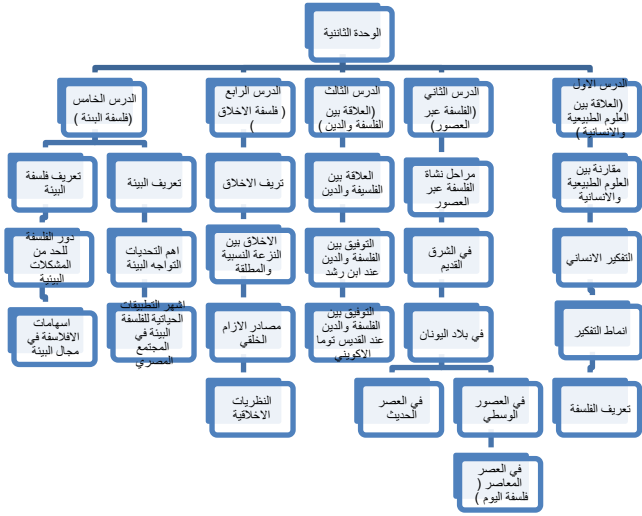 الوحدة الثاننية
الدرس الاول
(العلاقة بين
العلوم الطبيعية
والانسانية )
مقارنة بين
العلوم الطبيعية
والانسانية
التفكير الانساني
انماط التفكير
تعريف الفلسفة
الدرس الثاني
(الفلسفة عبر
العصور)
مراحل نشاة
الفلسفة عبر
العصور
في الشرق
القديم
في بلاد اليونان
في العصور
الوسطي
في العصر
المعاصر (
فلسفة اليوم )
في العصر
الحديث
الدرس الثالث
(العلاقة بين
الفلسفة والدين )
العلاقة بين
الفلسيفة والدين
التوفيق بين
الفلسفة والدين
عند ابن رشد
التوفيق بين
الفلسفة والدين
عند القديس توما
الاكويني
الدرس الرابع
( فلسفة الاخلاق
)
تريف الاخلاق
الاخلاق بين
النزعة النسبية
والمطلقة
مصادر الازام
الخلقي
النظريات
الاخلاقية
الدرس الخامس
(فلسفة البئة )
تعريف البيئة
اهم التحديات
التواجه البيئة
اشهر التطبيقات
الحياتية للفلسفة
البيئة في
المجتمع
المصري
تعريف فلسفة
البيئة
دور الفلسفة
للحد من
المشكلات
البيئية
اسهامات
الافلاسفة في
مجال البيئة